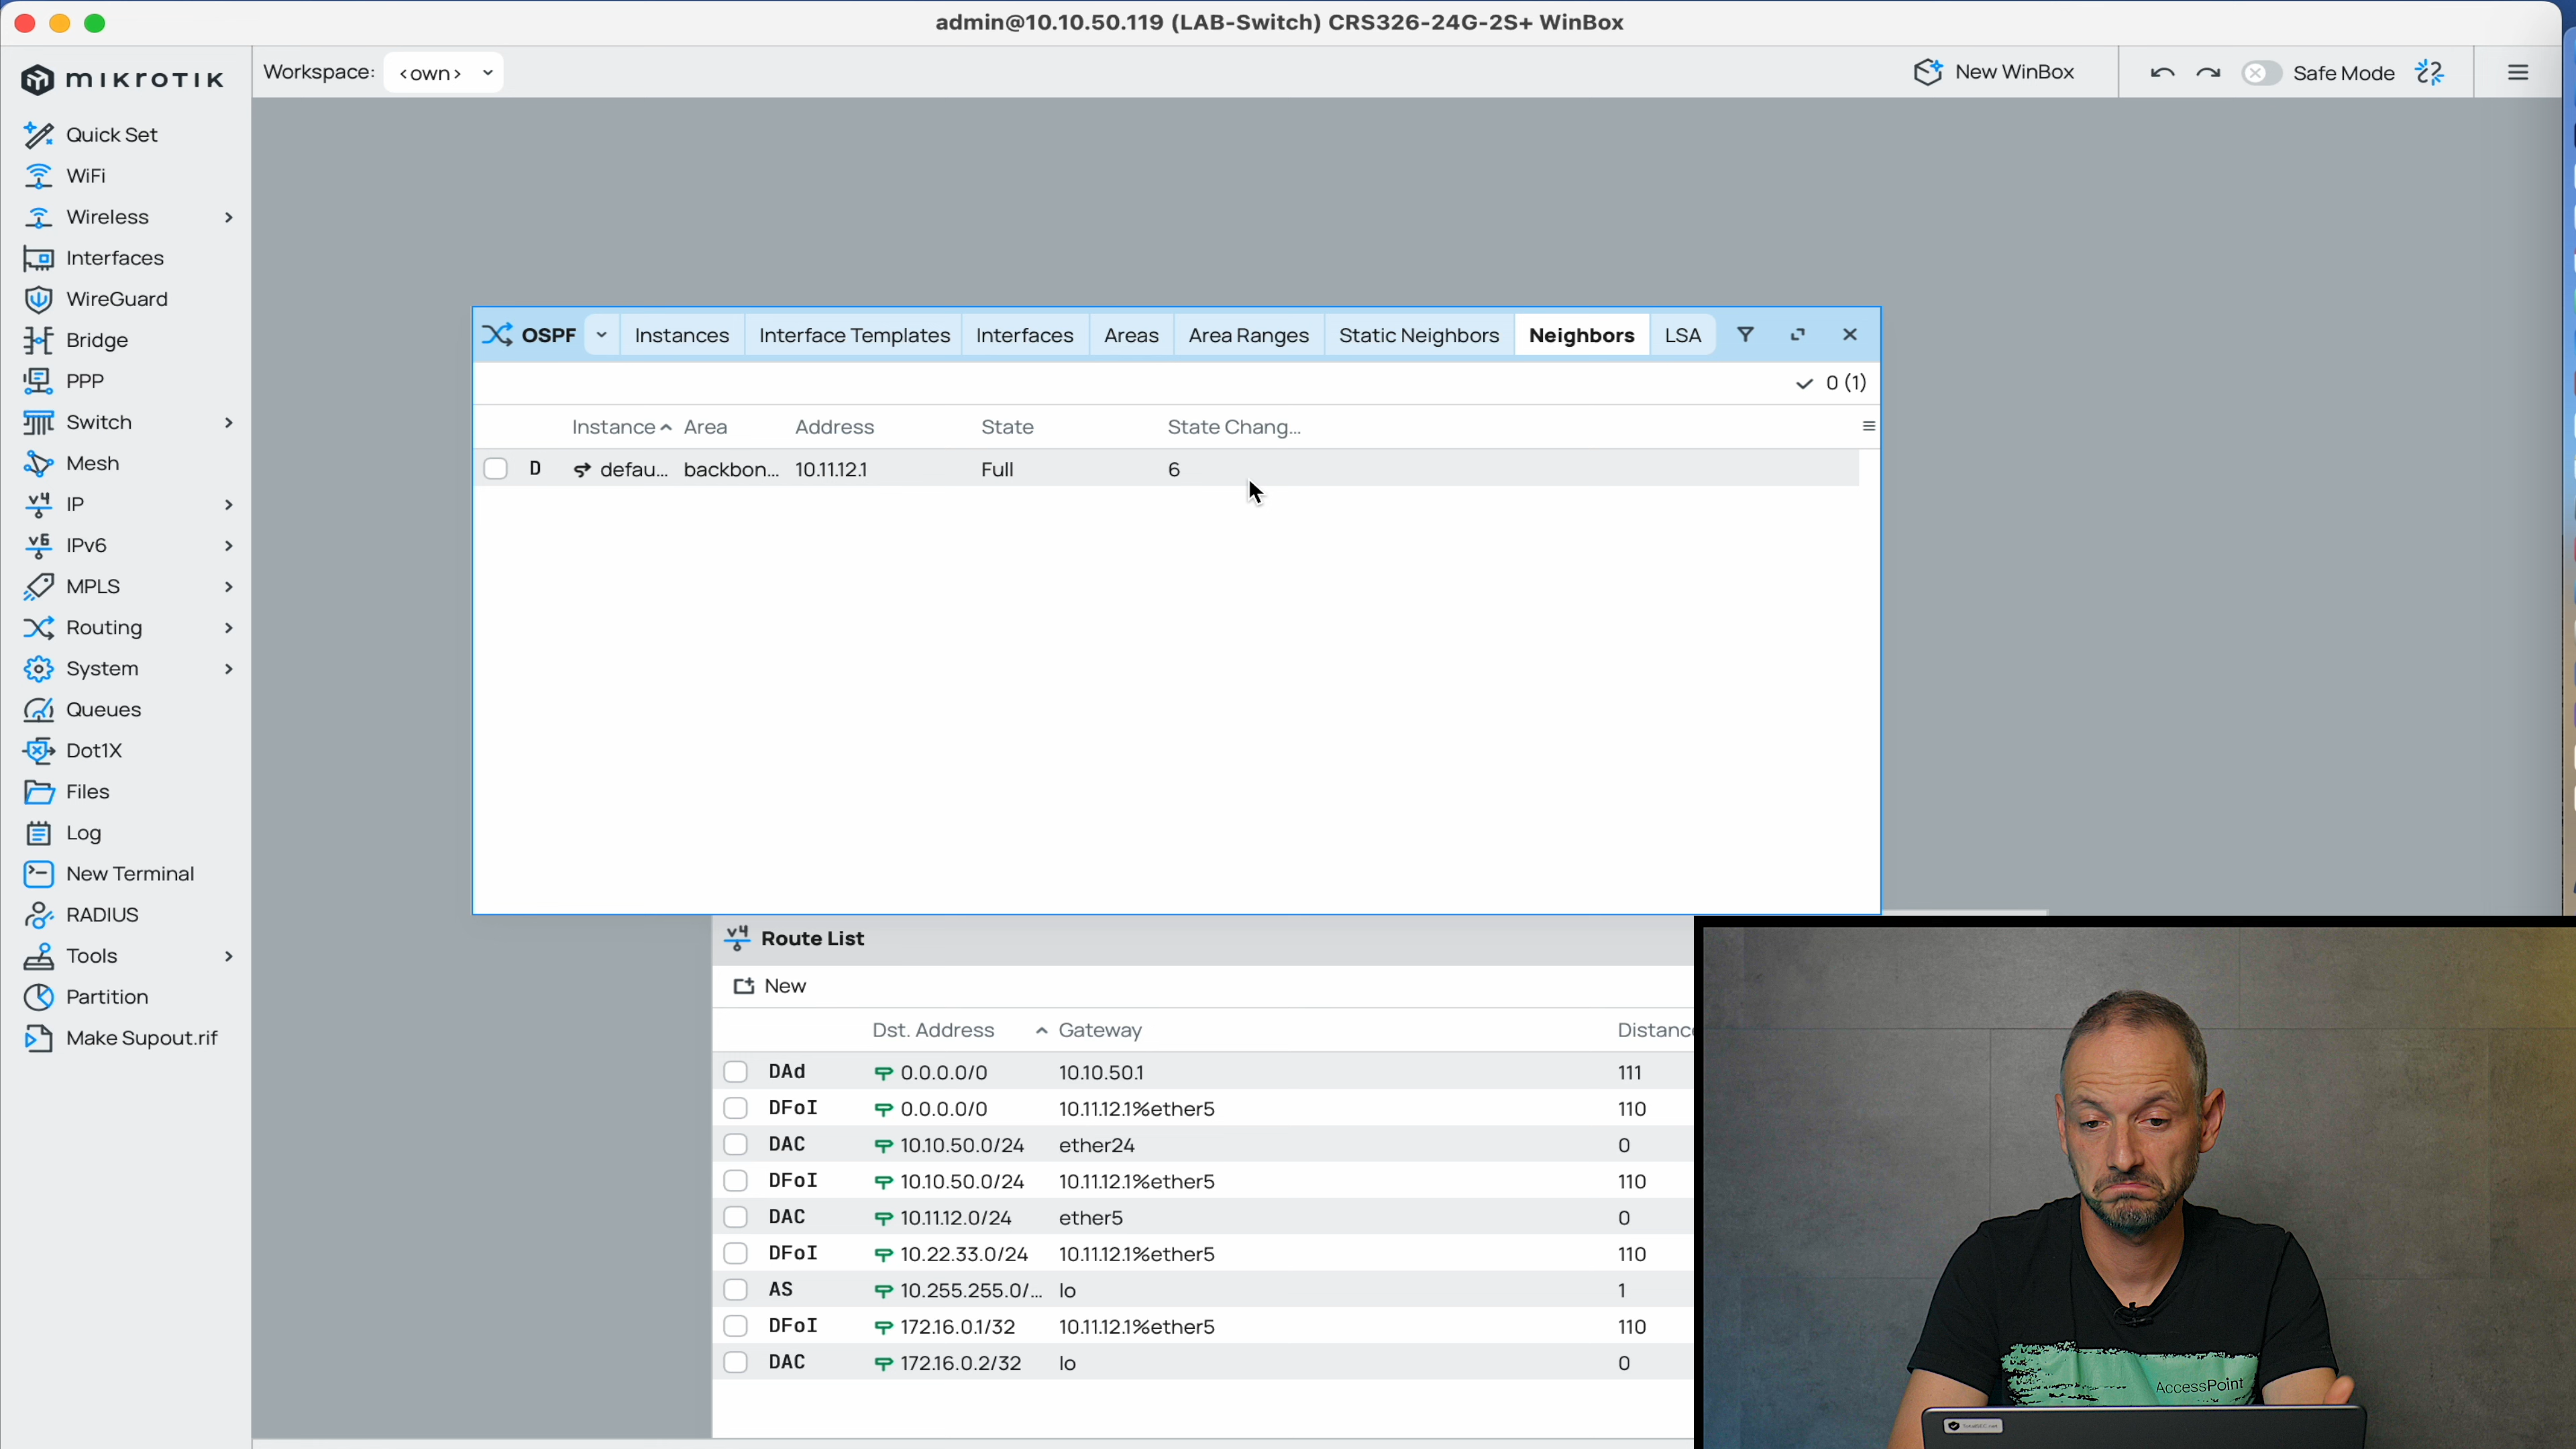 admin@10.10.50.119 (LAB-Switch) CRS326-24G-2S+ WinBox
mikrotik
Workspace: <own>
New WinBox
Safe Mode
Quick Set
WiFi
Wireless
Interfaces
WireGuard
Bridge
PPP
Switch
Mesh
IP
IPv6
MPLS
Routing
System
Queues
Dot1X
Files
Log
New Terminal
RADIUS
Tools
Partition
Make Supout.rif
OSPF Instances Interface Templates Interfaces Areas Area Ranges Static Neighbors Neighbors LSA
0 (1)
Instance Area Address State State Chang...
D defau... backbon... 10.11.12.1 Full 6
Route List
New
Dst. Address Gateway Distance
DAd 0.0.0.0/0 10.10.50.1 111
DFoI 0.0.0.0/0 10.11.12.1%ether5 110
DAC 10.10.50.0/24 ether24 0
DFoI 10.10.50.0/24 10.11.12.1%ether5 110
DAC 10.11.12.0/24 ether5 0
DFoI 10.22.33.0/24 10.11.12.1%ether5 110
AS 10.255.255.0/... lo 1
DFoI 172.16.0.1/32 10.11.12.1%ether5 110
DAC 172.16.0.2/32 lo 0
AccessPoint